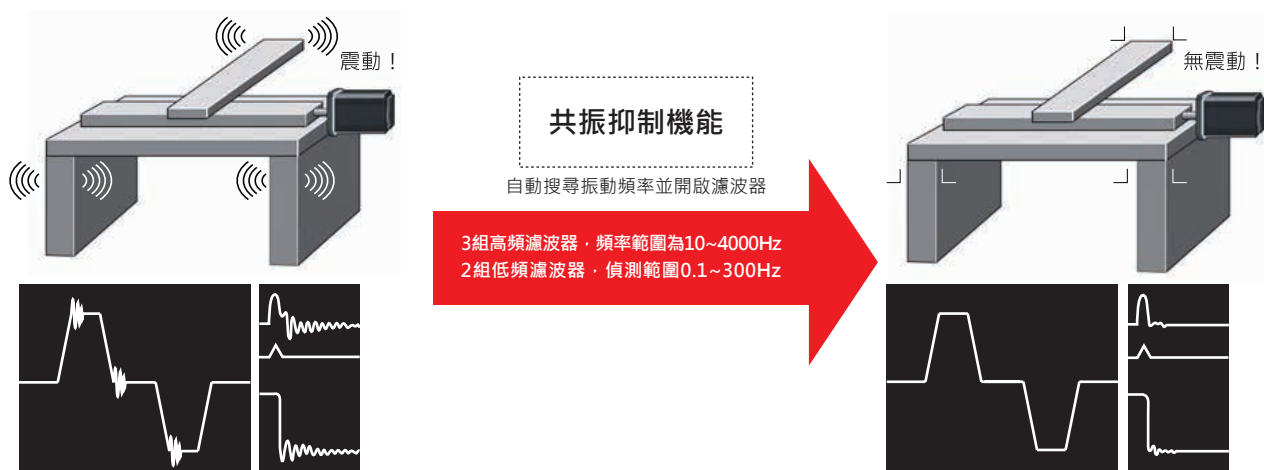 震動！
共振抑制機能
自動搜尋振動頻率並開啟濾波器
3組高頻濾波器，頻率範圍為10~4000Hz
2組低頻濾波器，偵測範圍0.1~300Hz
無震動！